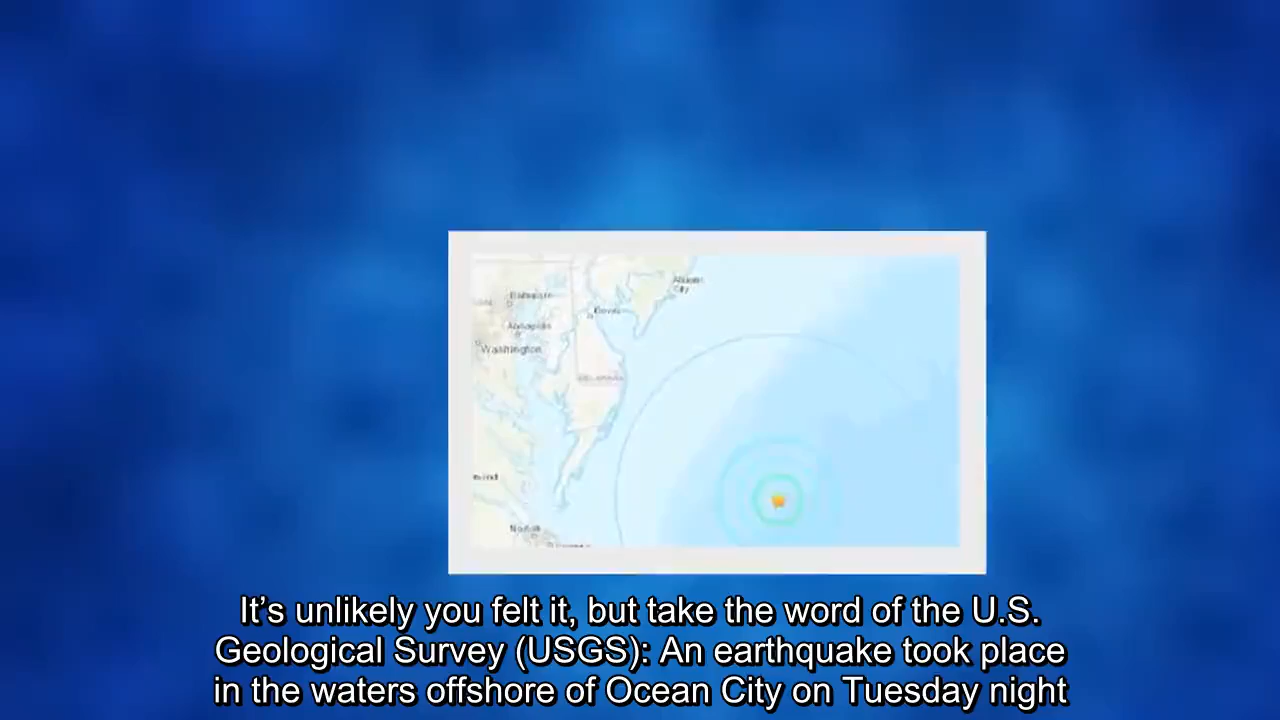 Atlantic
City
Baltimore
Dover
Annapolis
Washington
Norfolk
It’s unlikely you felt it, but take the word of the U.S.
Geological Survey (USGS): An earthquake took place
in the waters offshore of Ocean City on Tuesday night